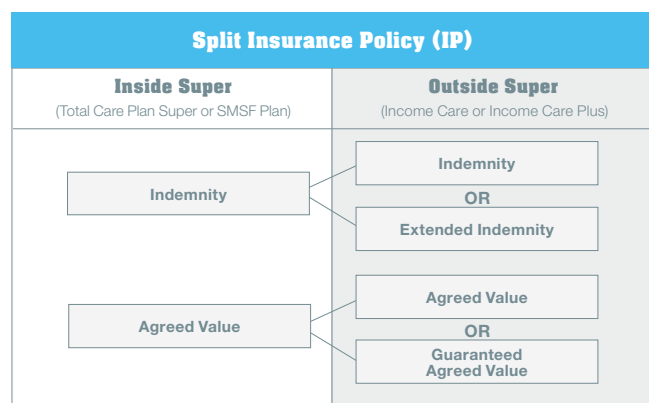 Split Insurance Policy (IP)
Inside Super
(Total Care Plan Super or SMSF Plan)
Outside Super
(Income Care or Income Care Plus)
Indemnity
Indemnity
OR
Extended Indemnity
Agreed Value
Agreed Value
OR
Guaranteed
Agreed Value